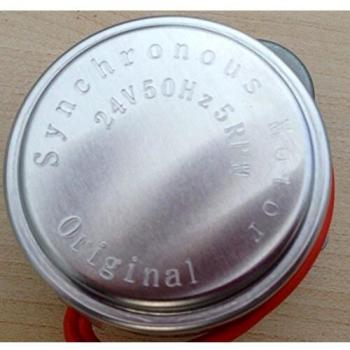 Synchronous Motor
24V50Hz5RPM
Original